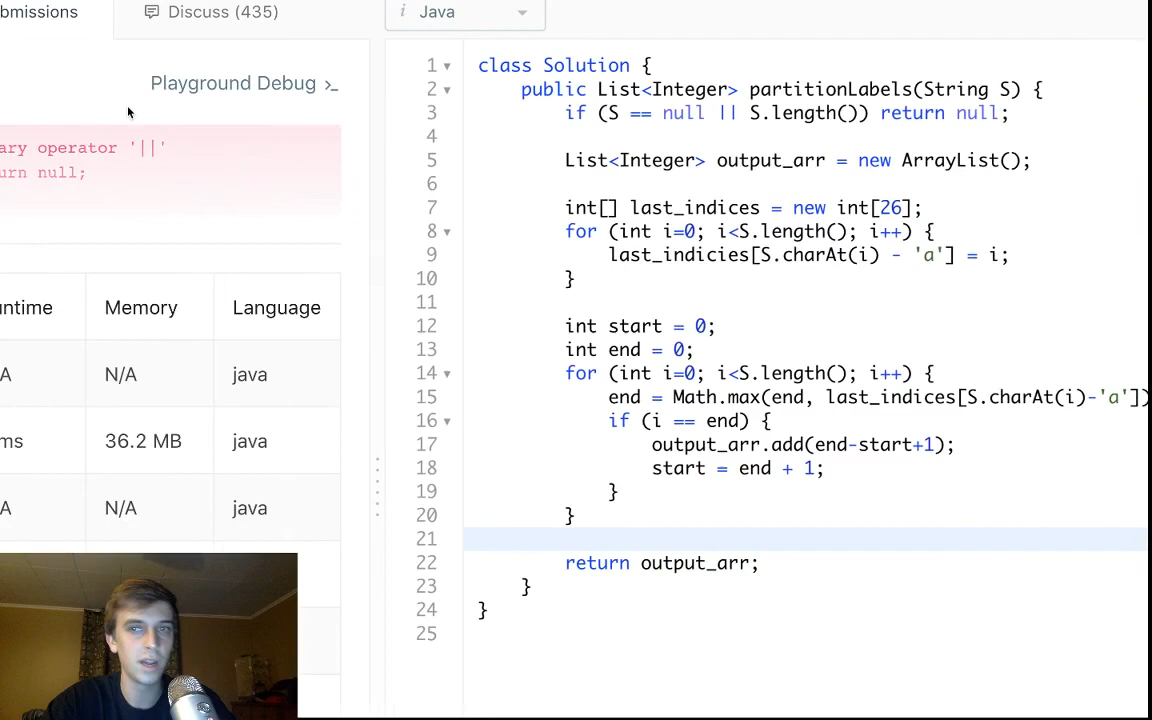 bmissions
Discuss (435)
i Java
Playground Debug >_
ary operator '||'
urn null;
untime Memory Language
A N/A java
ms 36.2 MB java
A N/A java
1 class Solution {
2 public List<Integer> partitionLabels(String S) {
3 if (S == null || S.length()) return null;
4
5 List<Integer> output_arr = new ArrayList();
6
7 int[] last_indices = new int[26];
8 for (int i=0; i<S.length(); i++) {
9 last_indicies[S.charAt(i) - 'a'] = i;
10 }
11
12 int start = 0;
13 int end = 0;
14 for (int i=0; i<S.length(); i++) {
15 end = Math.max(end, last_indices[S.charAt(i)-'a'])
16 if (i == end) {
17 output_arr.add(end-start+1);
18 start = end + 1;
19 }
20 }
21
22 return output_arr;
23 }
24 }
25